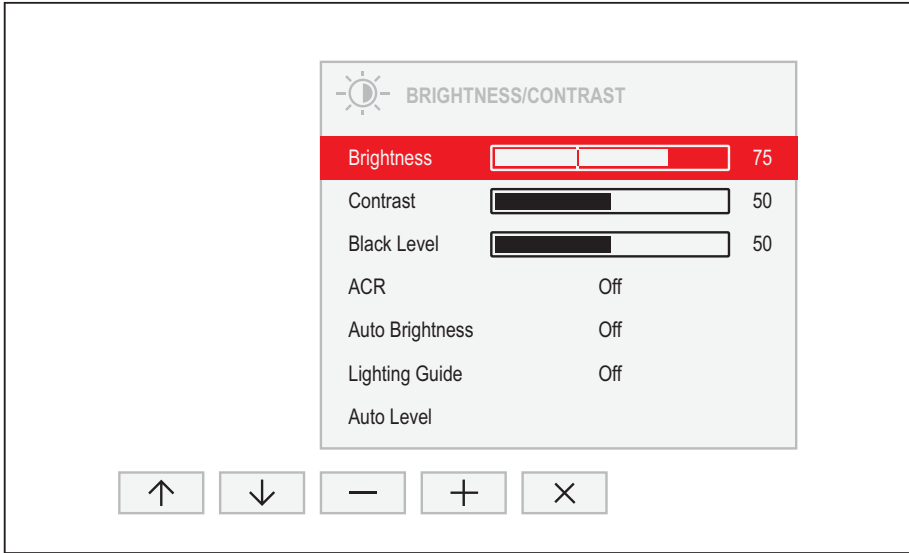 BRIGHTNESS/CONTRAST
Brightness 75
Contrast 50
Black Level 50
ACR Off
Auto Brightness Off
Lighting Guide Off
Auto Level